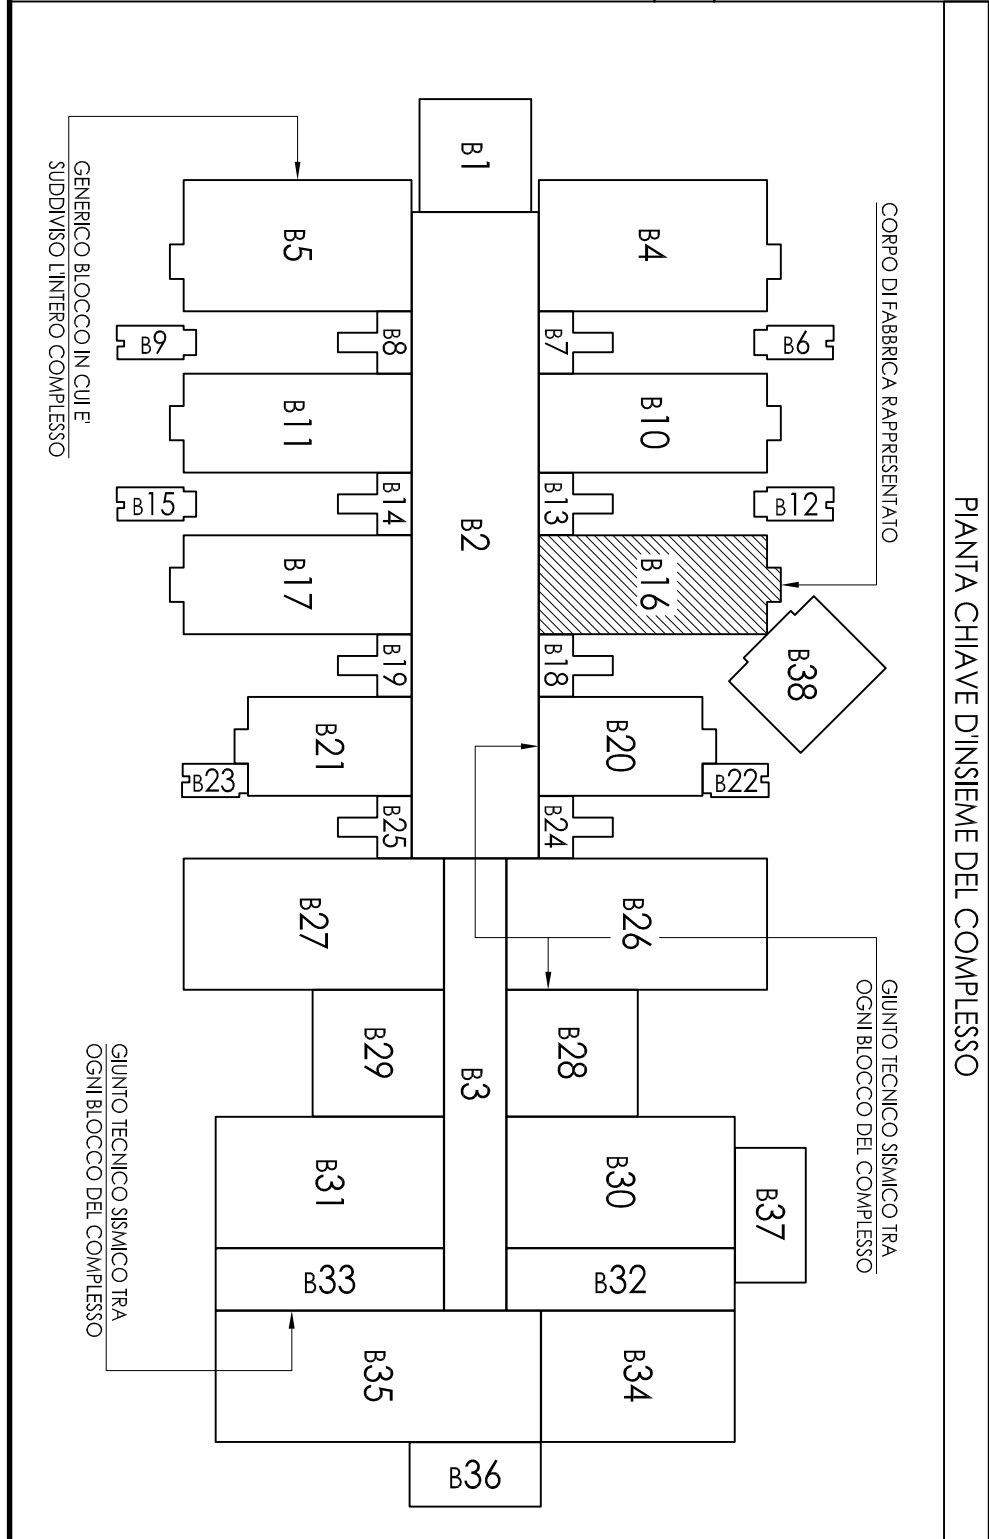 PIANTA CHIAVE D'INSIEME DEL COMPLESSO
CORPO DI FABBRICA RAPPRESENTATO
GIUNTO TECNICO SISMICO TRA
OGNI BLOCCO DEL COMPLESSO
B38
B37
B6
B12
B22
B4
B7
B10
B13
B16
B18
B20
B24
B26
B28
B30
B32
B34
B1
B2
B3
B36
B5
B8
B11
B14
B17
B19
B21
B25
B27
B29
B31
B33
B35
B9
B15
B23
GENERICO BLOCCO IN CUI E'
SUDDIVISO L'INTERO COMPLESSO
GIUNTO TECNICO SISMICO TRA
OGNI BLOCCO DEL COMPLESSO